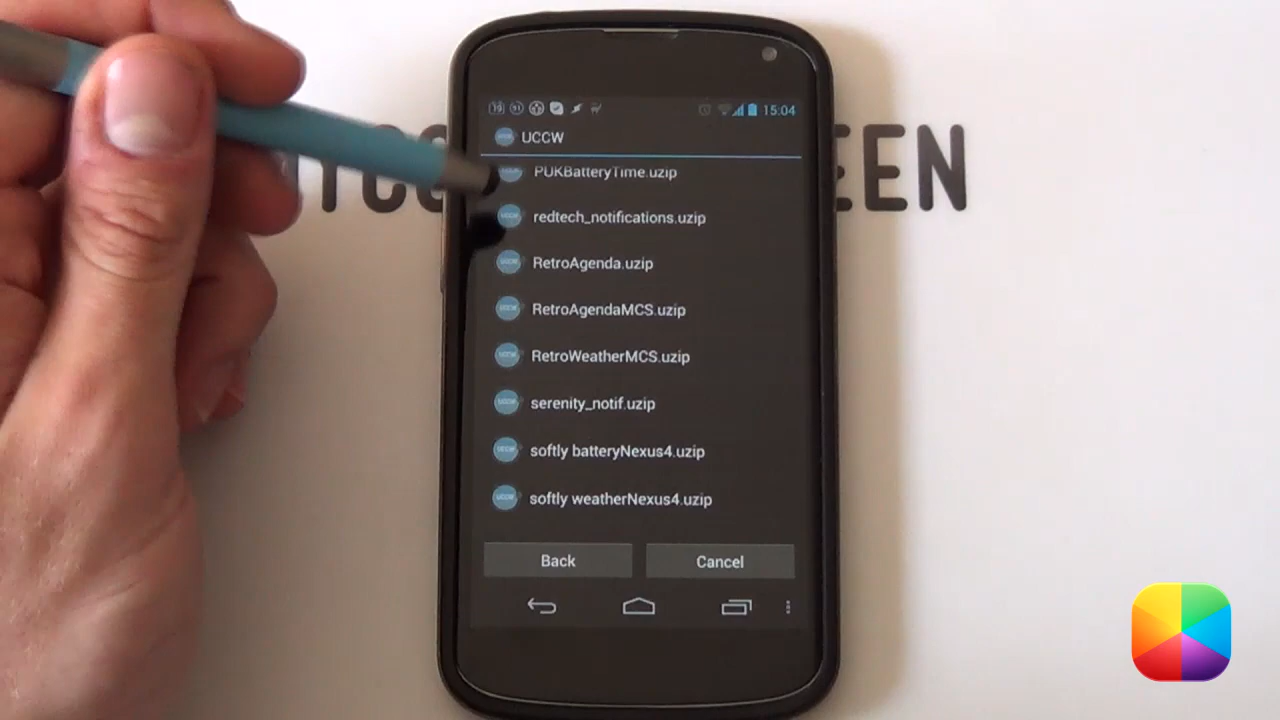 15:04
UCCW
PUKBatteryTime.uzip
redtech_notifications.uzip
RetroAgenda.uzip
RetroAgendaMCS.uzip
RetroWeatherMCS.uzip
serenity_notif.uzip
softly batteryNexus4.uzip
softly weatherNexus4.uzip
Back
Cancel